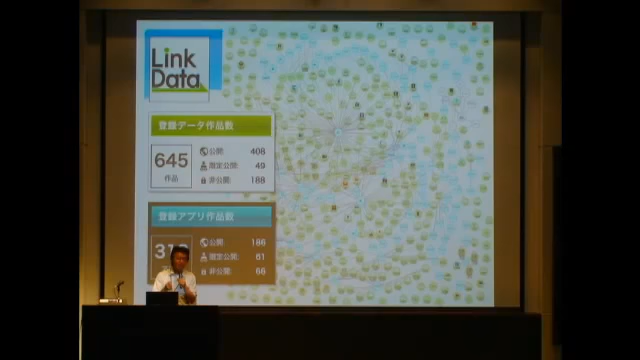 Link
Data
登録データ作品数
645
作品
公開: 408
限定公開: 49
非公開: 188
登録アプリ作品数
公開: 186
限定公開: 61
非公開: 66